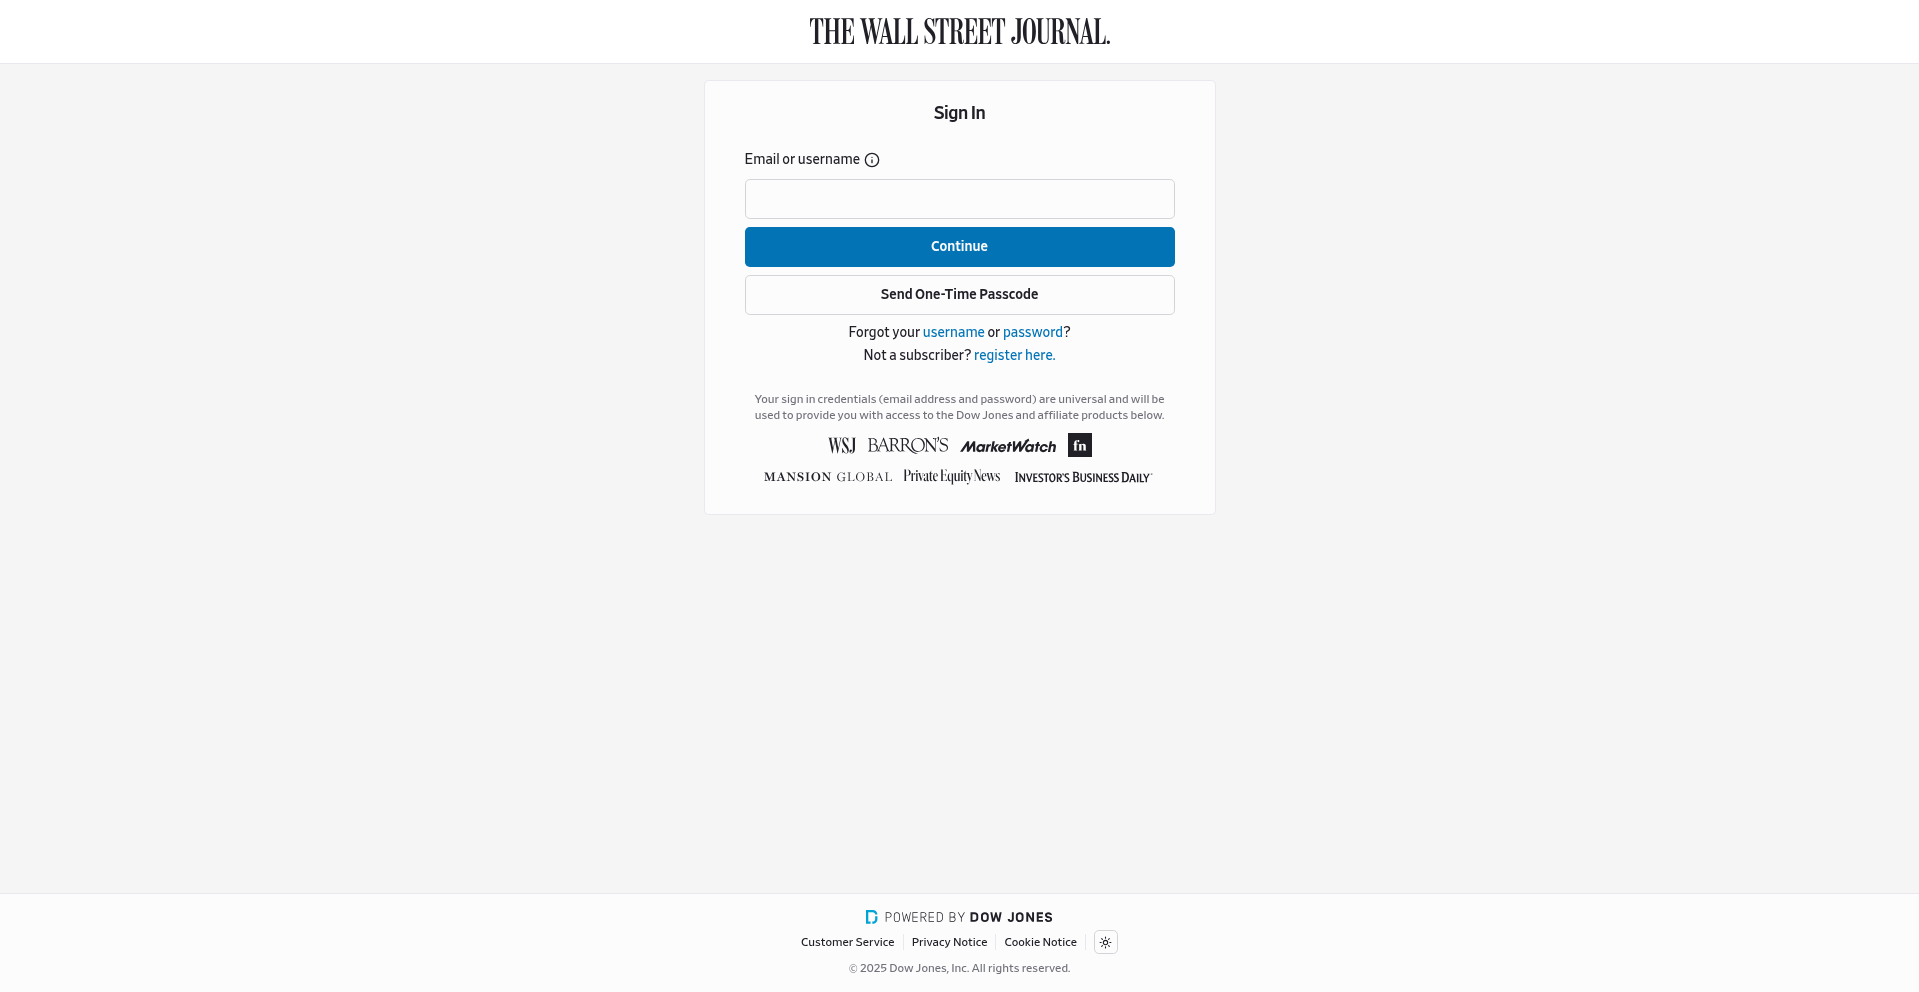 THE WALL STREET JOURNAL.
Sign In
Email or username
Continue
Send One-Time Passcode
Forgot your username or password?
Not a subscriber? register here.
Your sign in credentials (email address and password) are universal and will be
used to provide you with access to the Dow Jones and affiliate products below.
WSJ BARRON'S MarketWatch fn
MANSION GLOBAL Private Equity News INVESTOR'S BUSINESS DAILY
POWERED BY DOW JONES
Customer Service Privacy Notice Cookie Notice
© 2025 Dow Jones, Inc. All rights reserved.